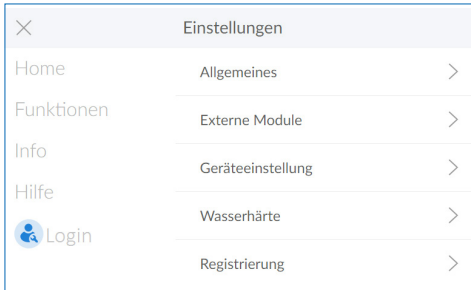 Einstellungen
Home
Funktionen
Info
Hilfe
Login
Allgemeines
Externe Module
Geräteeinstellung
Wasserhärte
Registrierung